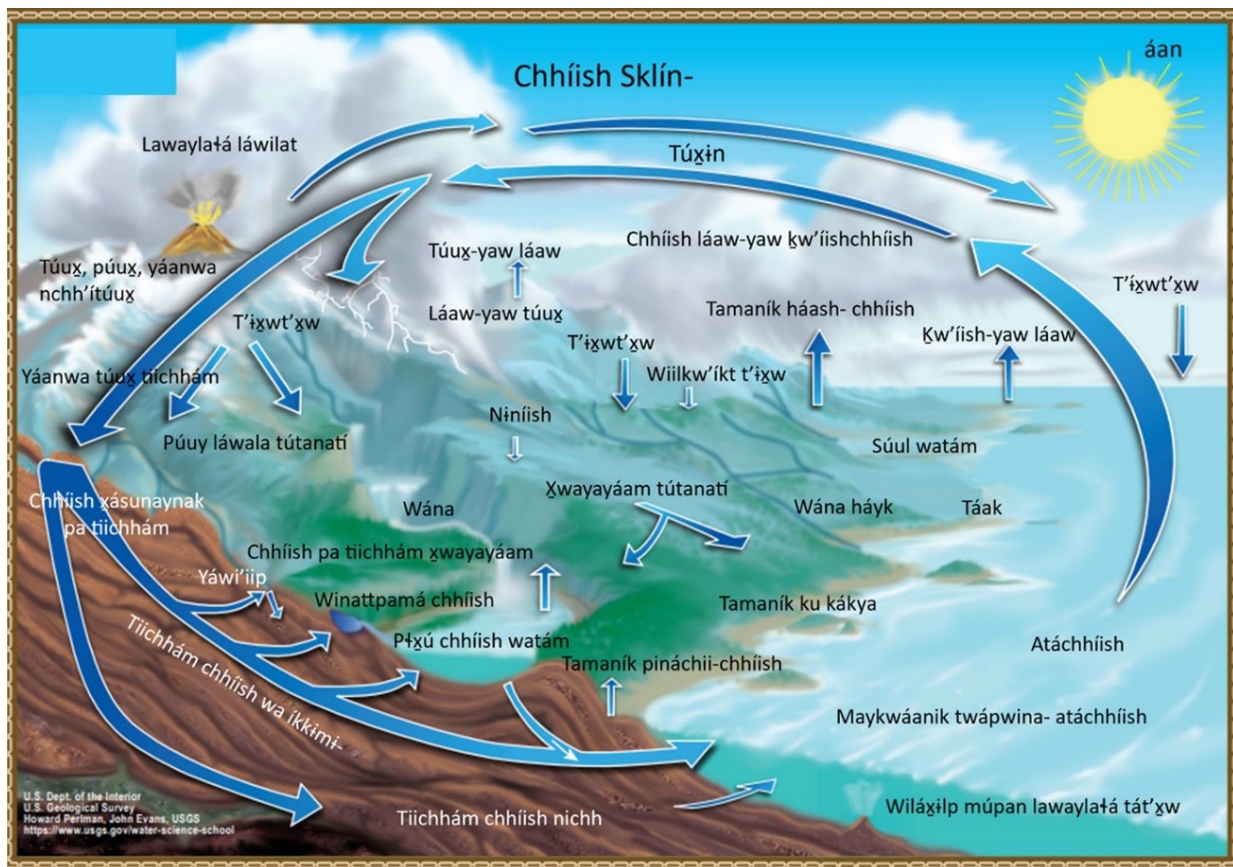 Chhíish Sklín-
áan
Lawaylaɫá láwilat
Túx̲ɨn
Chhíish láaw-yaw k̲w’íishchhíish
Túux̲-yaw láaw
Túux̲, púux̲, yáanwa
nchh’ítúux̲
T’ɨ́x̲wt’x̲w
Láaw-yaw túux̲
Tamaník háash- chhíish
T’ɨx̲wt’x̲w
K̲w’íish-yaw láaw
T’ɨx̲wt’x̲w
Yáanwa túux̲ tiichhám
Wiilkw’íkt t’ɨx̲w
Nɨníish
Púuy láwala tútanatí
Súul watám
X̲wayayáam tútanatí
Chhíish x̲ásunaynak
pa tiichhám
Wána
Wána háyk
Táak
Chhíish pa tiichhám x̲wayayáam
Yáwi’iip
Winattpamá chhíish
Tamaník ku kákya
Pɫx̲ú chhíish watám
Atáchhíish
Tamaník pináchii-chhíish
Tiichhám chhíish wa íkkɨmɨ-
Maykwáanik twápwina- atáchhíish
U.S. Dept. of the Interior
U.S. Geological Survey
Howard Perlman, John Evans, USGS
https://www.usgs.gov/water-science-school
Tiichhám chhíish nichh
Wiláx̲ɨlp múpan lawaylaɫá tát’x̲w